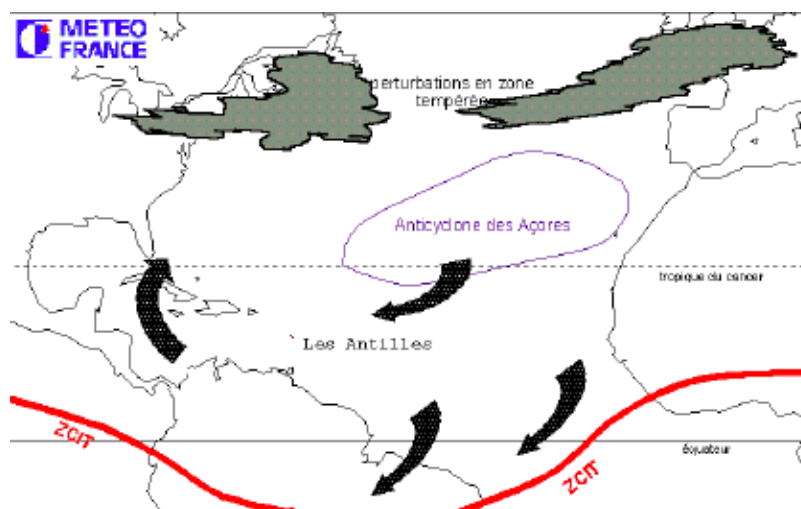 METEO
FRANCE
perturbations en zone
tempérée
Anticyclone des Açores
tropique du cancer
Les Antilles
ZCIT
équateur
ZCIT